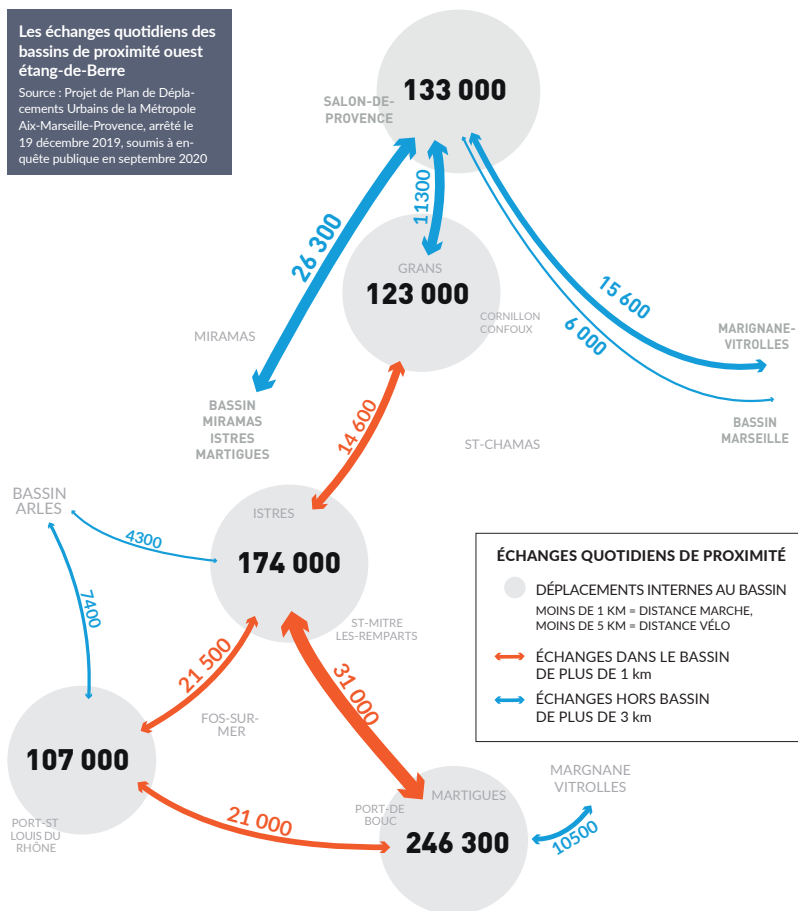 Les échanges quotidiens des
bassins de proximité ouest
étang-de-Berre
Source : Projet de Plan de Dépla-
cements Urbains de la Métropole
Aix-Marseille-Provence, arrêté le
19 décembre 2019, soumis à en-
quête publique en septembre 2020
133 000
SALON-DE-
PROVENCE
11300
26 300
GRANS
123 000
CORNILLON
CONFOUX
15 600
6 000
MARIGNANE-
VITROLLES
BASSIN
MARSEILLE
MIRAMAS
BASSIN
MIRAMAS
ISTRES
MARTIGUES
14 600
ST-CHAMAS
BASSIN
ARLES
4300
ISTRES
174 000
7400
ST-MITRE
LES-REMPARTS
21 500
31 000
FOS-SUR-
MER
107 000
PORT-ST
LOUIS DU
RHÔNE
21 000
PORT-DE
BOUC
MARTIGUES
246 300
MARGNANE
VITROLLES
10500
ÉCHANGES QUOTIDIENS DE PROXIMITÉ
DÉPLACEMENTS INTERNES AU BASSIN
MOINS DE 1 KM = DISTANCE MARCHE,
MOINS DE 5 KM = DISTANCE VÉLO
ÉCHANGES DANS LE BASSIN
DE PLUS DE 1 km
ÉCHANGES HORS BASSIN
DE PLUS DE 3 km